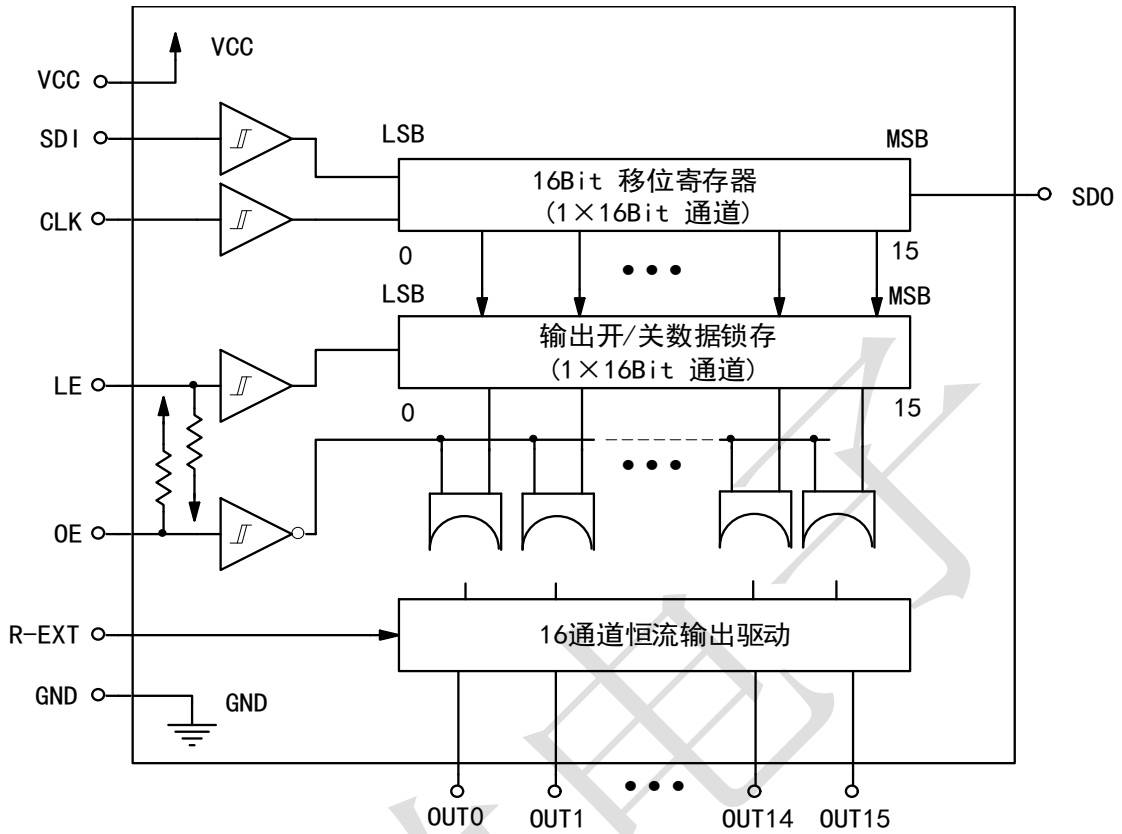 VCC
VCC
SDI
LSB
MSB
16Bit 移位寄存器
(1×16Bit 通道)
SDO
CLK
0
15
LSB
MSB
输出开/关数据锁存
(1×16Bit 通道)
LE
0
15
OE
R-EXT
16通道恒流输出驱动
GND
GND
OUT0
OUT1
OUT14
OUT15